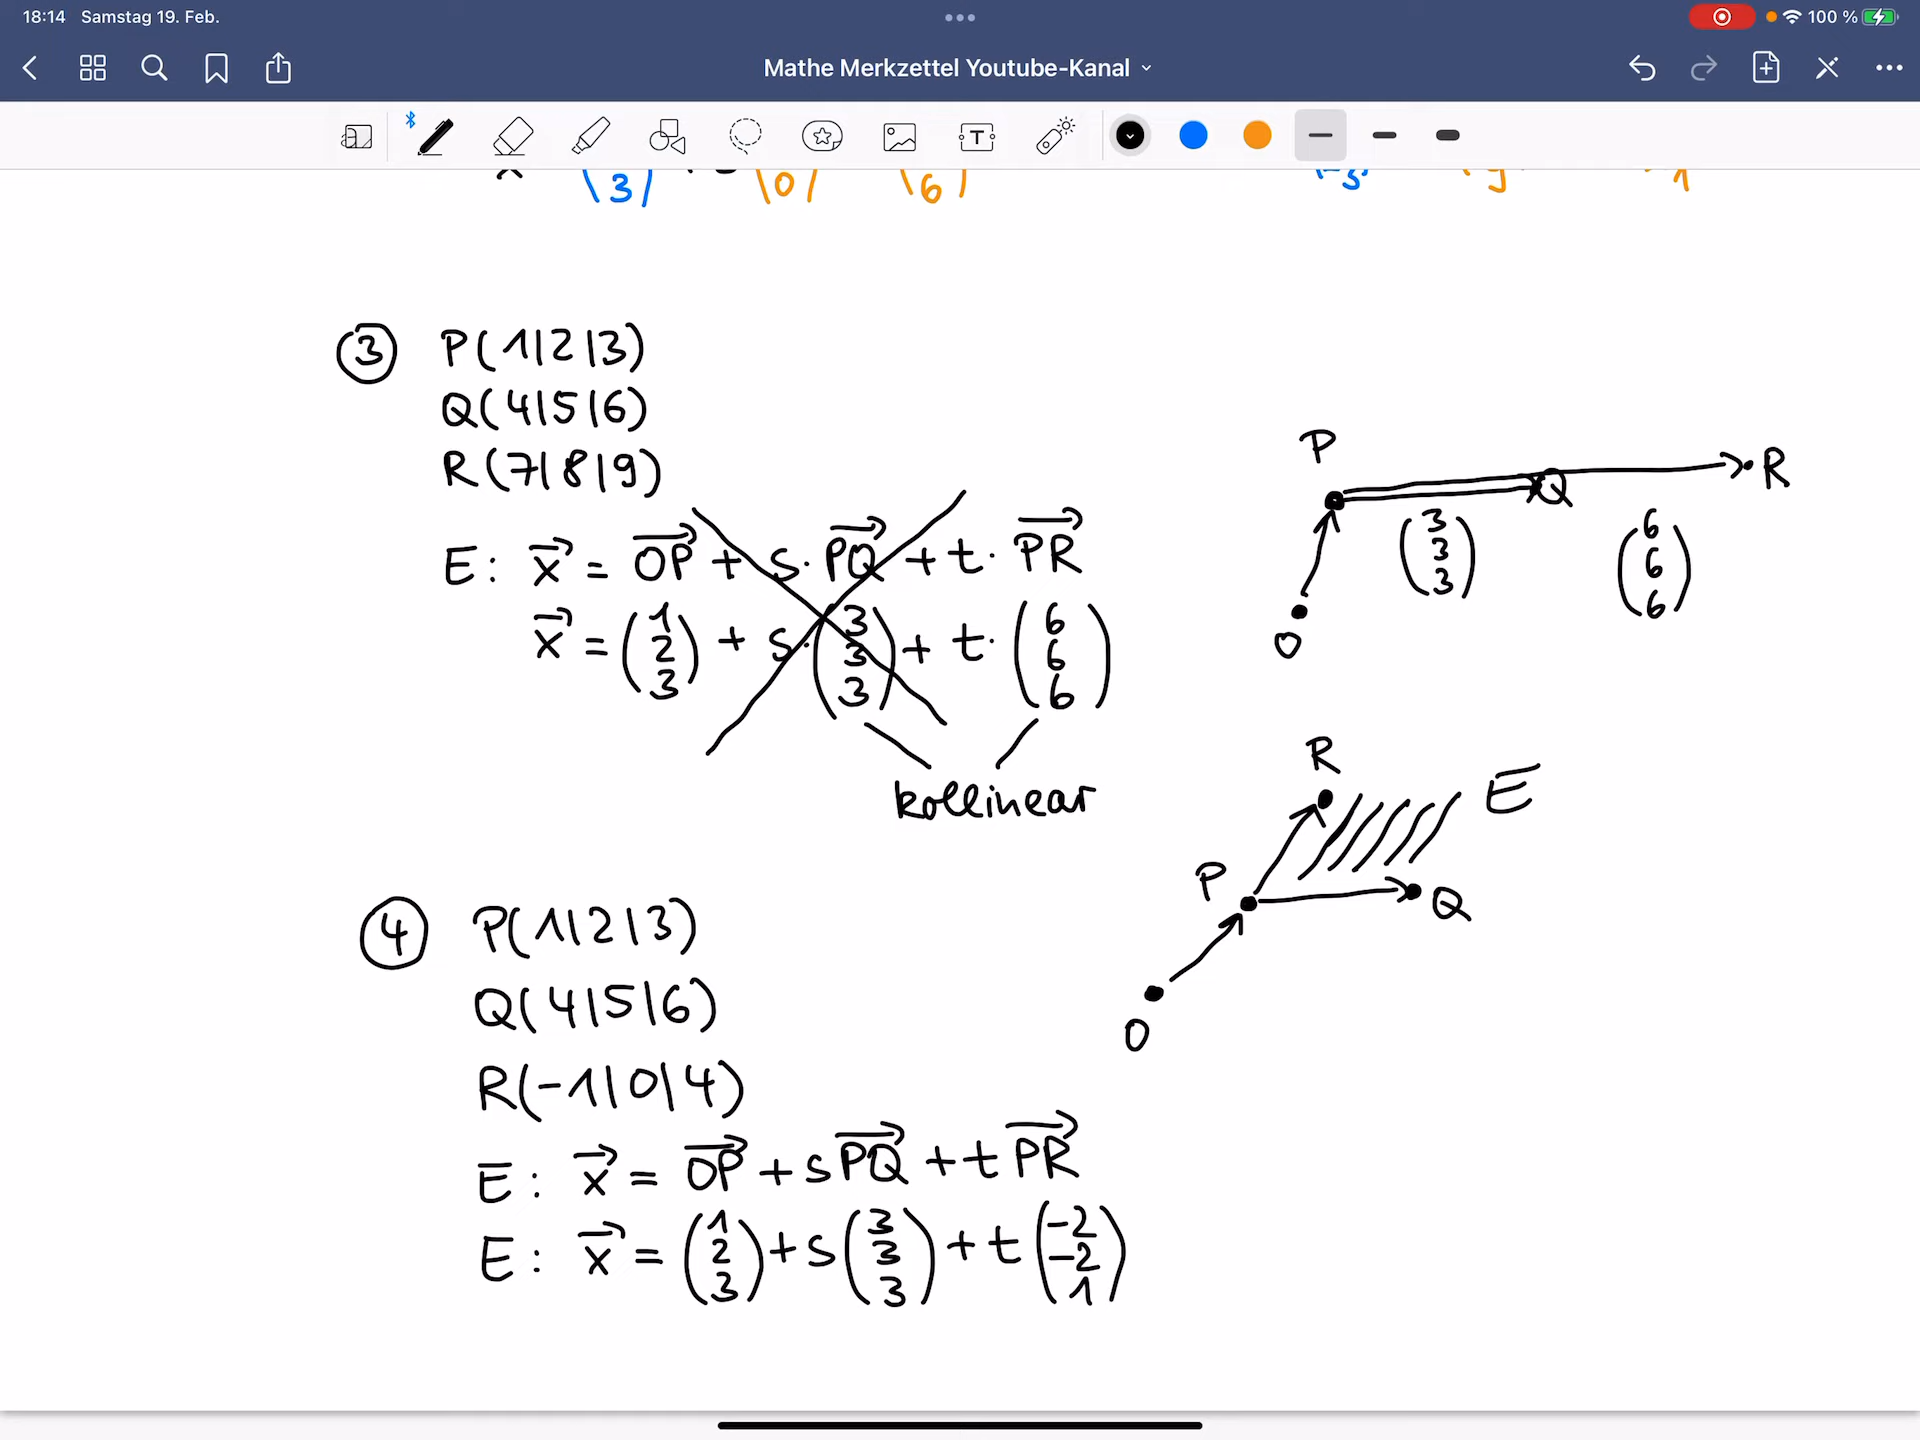 18:14 Samstag 19. Feb.
100 %
Mathe Merkzettel Youtube-Kanal
(3) (0) (6)
③ P(1|2|3)
Q(4|5|6)
R(7|8|9)
E: x⃗ = OP⃗ + s · PQ⃗ + t · PR⃗
x⃗ = (1 2 3) + s · (3 3 3) + t · (6 6 6)
kollinear
P
Q
R
(3 3 3)
(6 6 6)
O
④ P(1|2|3)
Q(4|5|6)
R(-1|0|4)
E: x⃗ = OP⃗ + s PQ⃗ + t PR⃗
E: x⃗ = (1 2 3) + s (3 3 3) + t (-2 -2 1)
R
E
P
Q
O